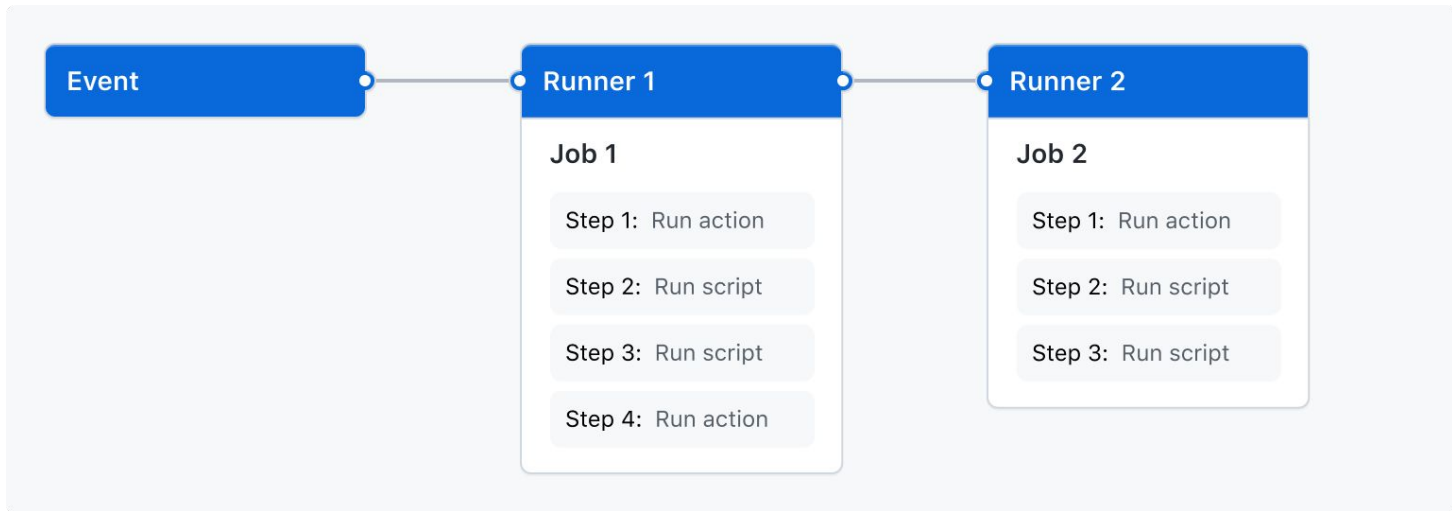 Event
Runner 1
Job 1
Step 1: Run action
Step 2: Run script
Step 3: Run script
Step 4: Run action
Runner 2
Job 2
Step 1: Run action
Step 2: Run script
Step 3: Run script